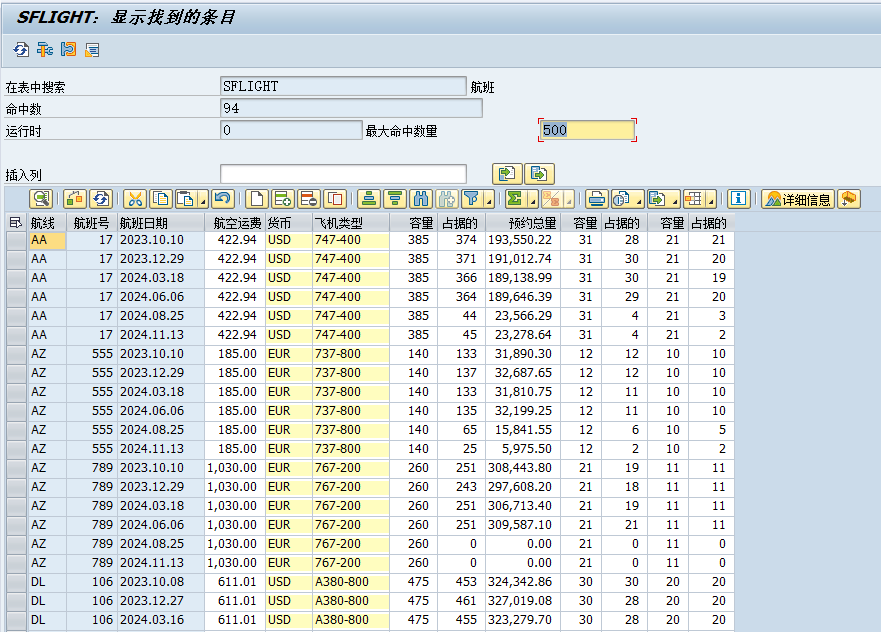 SFLIGHT: 显示找到的条目
在表中搜索 SFLIGHT 航班
命中数 94
运行时 0 最大命中数量 500
插入列
详细信息
航线 航班号 航班日期 航空运费 货币 飞机类型 容量 占据的 预约总量 容量 占据的 容量 占据的
AA 17 2023.10.10 422.94 USD 747-400 385 374 193,550.22 31 28 21 21
AA 17 2023.12.29 422.94 USD 747-400 385 371 191,012.74 31 30 21 20
AA 17 2024.03.18 422.94 USD 747-400 385 366 189,138.99 31 30 21 19
AA 17 2024.06.06 422.94 USD 747-400 385 364 189,646.39 31 29 21 20
AA 17 2024.08.25 422.94 USD 747-400 385 44 23,566.29 31 4 21 3
AA 17 2024.11.13 422.94 USD 747-400 385 45 23,278.64 31 4 21 2
AZ 555 2023.10.10 185.00 EUR 737-800 140 133 31,890.30 12 12 10 10
AZ 555 2023.12.29 185.00 EUR 737-800 140 137 32,687.65 12 12 10 10
AZ 555 2024.03.18 185.00 EUR 737-800 140 133 31,810.75 12 11 10 10
AZ 555 2024.06.06 185.00 EUR 737-800 140 135 32,199.25 12 11 10 10
AZ 555 2024.08.25 185.00 EUR 737-800 140 65 15,841.55 12 6 10 5
AZ 555 2024.11.13 185.00 EUR 737-800 140 25 5,975.50 12 2 10 2
AZ 789 2023.10.10 1,030.00 EUR 767-200 260 251 308,443.80 21 19 11 11
AZ 789 2023.12.29 1,030.00 EUR 767-200 260 243 297,608.20 21 18 11 11
AZ 789 2024.03.18 1,030.00 EUR 767-200 260 251 306,713.40 21 19 11 11
AZ 789 2024.06.06 1,030.00 EUR 767-200 260 251 309,587.10 21 21 11 11
AZ 789 2024.08.25 1,030.00 EUR 767-200 260 0 0.00 21 0 11 0
AZ 789 2024.11.13 1,030.00 EUR 767-200 260 0 0.00 21 0 11 0
DL 106 2023.10.08 611.01 USD A380-800 475 453 324,342.86 30 30 20 20
DL 106 2023.12.27 611.01 USD A380-800 475 461 327,019.08 30 28 20 20
DL 106 2024.03.16 611.01 USD A380-800 475 455 323,279.70 30 28 20 20